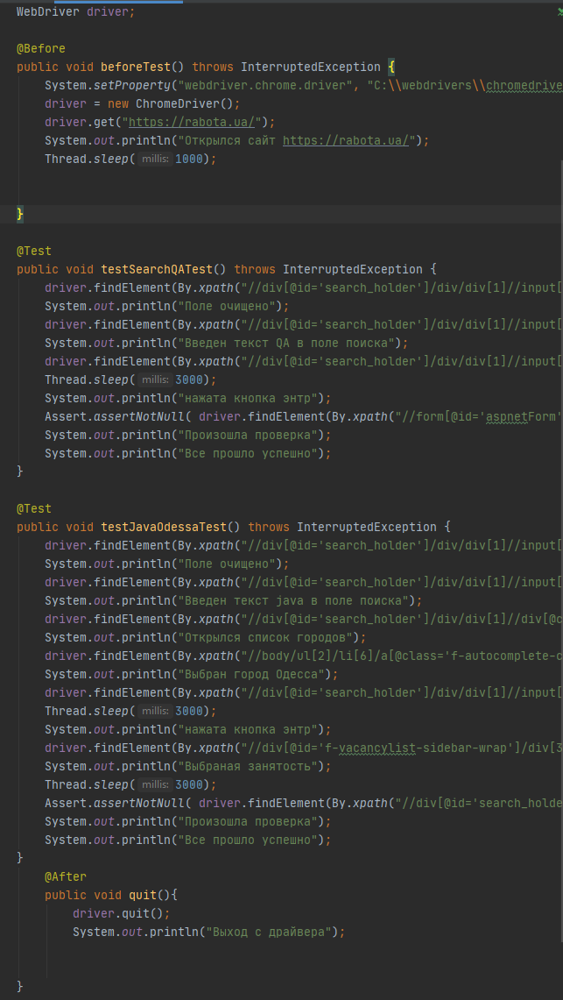 WebDriver driver;
@Before
public void beforeTest() throws InterruptedException {
System.setProperty("webdriver.chrome.driver", "C:\\webdrivers\\chromedrive
driver = new ChromeDriver();
driver.get("https://rabota.ua/");
System.out.println("Открылся сайт https://rabota.ua/");
Thread.sleep( millis: 1000);
}
@Test
public void testSearchQATest() throws InterruptedException {
driver.findElement(By.xpath("//div[@id='search_holder']/div/div[1]//input[
System.out.println("Поле очищено");
driver.findElement(By.xpath("//div[@id='search_holder']/div/div[1]//input[
System.out.println("Введен текст QA в поле поиска");
driver.findElement(By.xpath("//div[@id='search_holder']/div/div[1]//input[
Thread.sleep( millis: 3000);
System.out.println("нажата кнопка энтр");
Assert.assertNotNull( driver.findElement(By.xpath("//form[@id='aspnetForm'
System.out.println("Произошла проверка");
System.out.println("Все прошло успешно");
}
@Test
public void testJavaOdessaTest() throws InterruptedException {
driver.findElement(By.xpath("//div[@id='search_holder']/div/div[1]//input[
System.out.println("Поле очищено");
driver.findElement(By.xpath("//div[@id='search_holder']/div/div[1]//input[
System.out.println("Введен текст java в поле поиска");
driver.findElement(By.xpath("//div[@id='search_holder']/div/div[1]//div[@c
System.out.println("Открылся список городов");
driver.findElement(By.xpath("//body/ul[2]/li[6]/a[@class='f-autocomplete-c
System.out.println("Выбран город Одесса");
driver.findElement(By.xpath("//div[@id='search_holder']/div/div[1]//input[
Thread.sleep( millis: 3000);
System.out.println("нажата кнопка энтр");
driver.findElement(By.xpath("//div[@id='f-vacancylist-sidebar-wrap']/div[3
System.out.println("Выбраная занятость");
Thread.sleep( millis: 3000);
Assert.assertNotNull( driver.findElement(By.xpath("//div[@id='search_holde
System.out.println("Произошла проверка");
System.out.println("Все прошло успешно");
}
@After
public void quit(){
driver.quit();
System.out.println("Выход с драйвера");
}